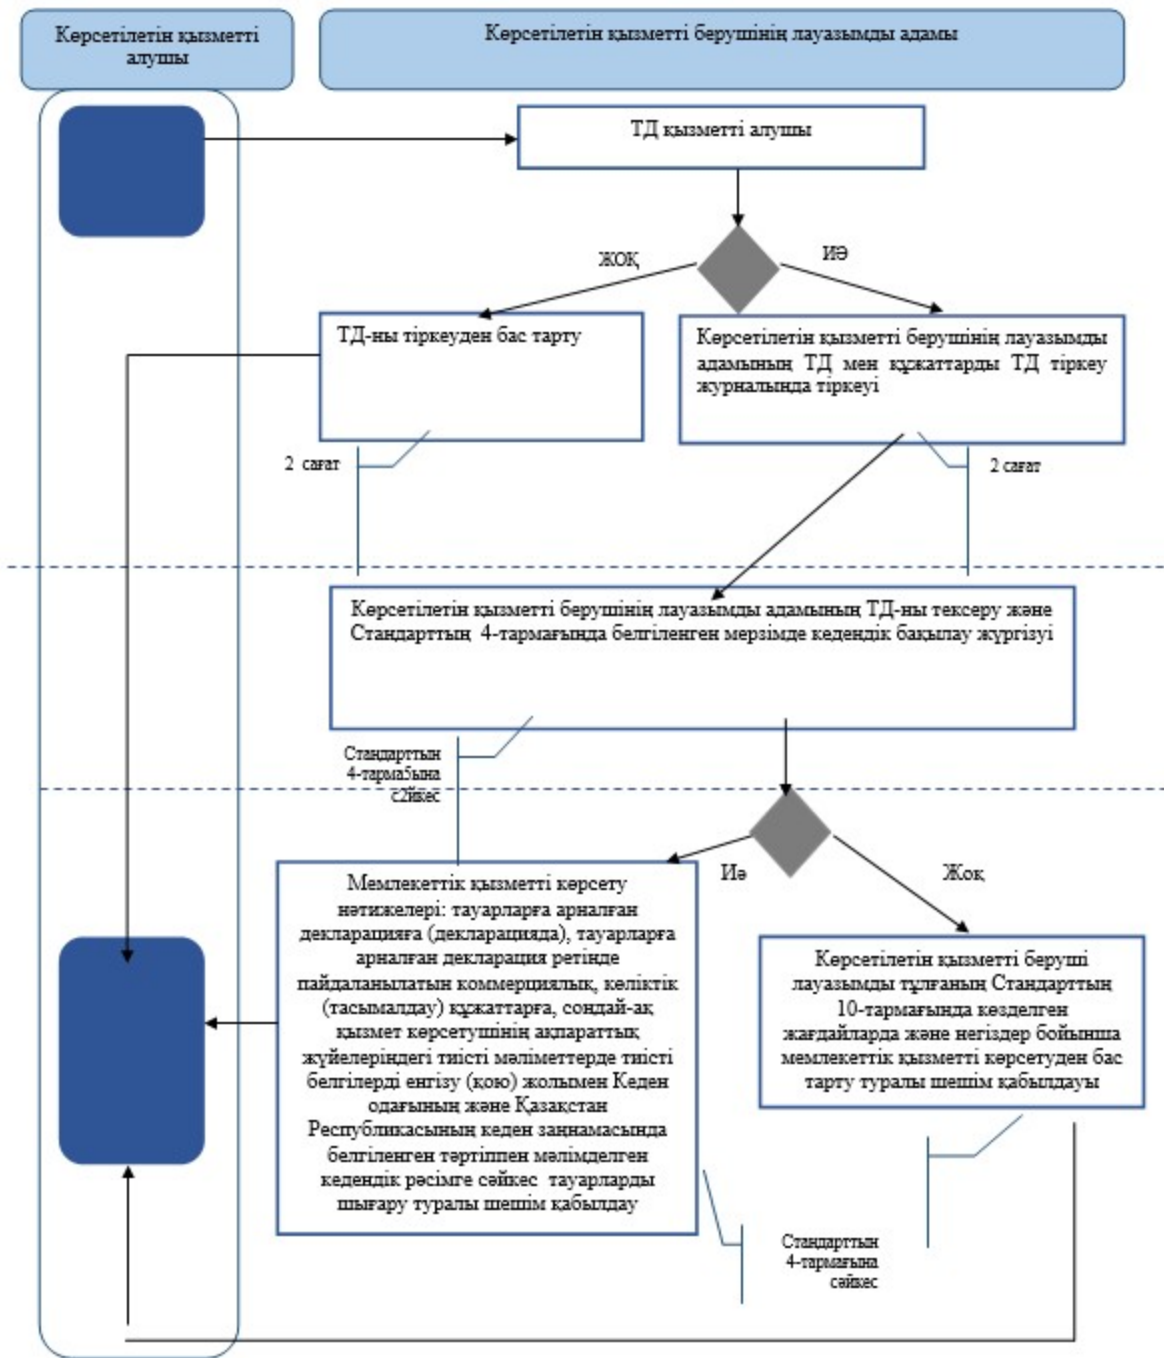 Көрсетілетін қызметті
алушы
Көрсетілетін қызметті берушінің лауазымды адамы
ТД қызметті алушы
ЖОҚ
ИӘ
ТД-ны тіркеуден бас тарту
Көрсетілетін қызметті берушінің лауазымды
адамының ТД мен құжаттарды ТД тіркеу
журналында тіркеуі
2 сағат
2 сағат
Көрсетілетін қызметті берушінің лауазымды адамының ТД-ны тексеру және
Стандарттың 4-тармағында белгіленген мерзімде кедендік бақылау жүргізуі
Стандарттын
4-тарма5ына
с2йкес
Иә
Жоқ
Мемлекеттік қызметті көрсету
нәтижелері: тауарларға арналған
декларацияға (декларацияда), тауарларға
арналған декларация ретінде
пайдаланылатын коммерциялық, көліктік
(тасымалдау) құжаттарға, сондай-ақ
қызмет көрсетушінің ақпараттық
жүйелеріндегі тиісті мәліметтерде тиісті
белгілерді енгізу (қою) жолымен Кеден
одағының және Қазақстан
Республикасының кеден заңнамасында
белгіленген тәртіппен мәлімделген
кедендік рәсімге сәйкес тауарларды
шығару туралы шешім қабылдау
Көрсетілетін қызметті беруші
лауазымды тұлғаның Стандарттың
10-тармағында көзделген
жағдайларда және негіздер бойынша
мемлекеттік қызметті көрсетуден бас
тарту туралы шешім қабылдауы
Стандарттын
4-тармағына
сәйкес